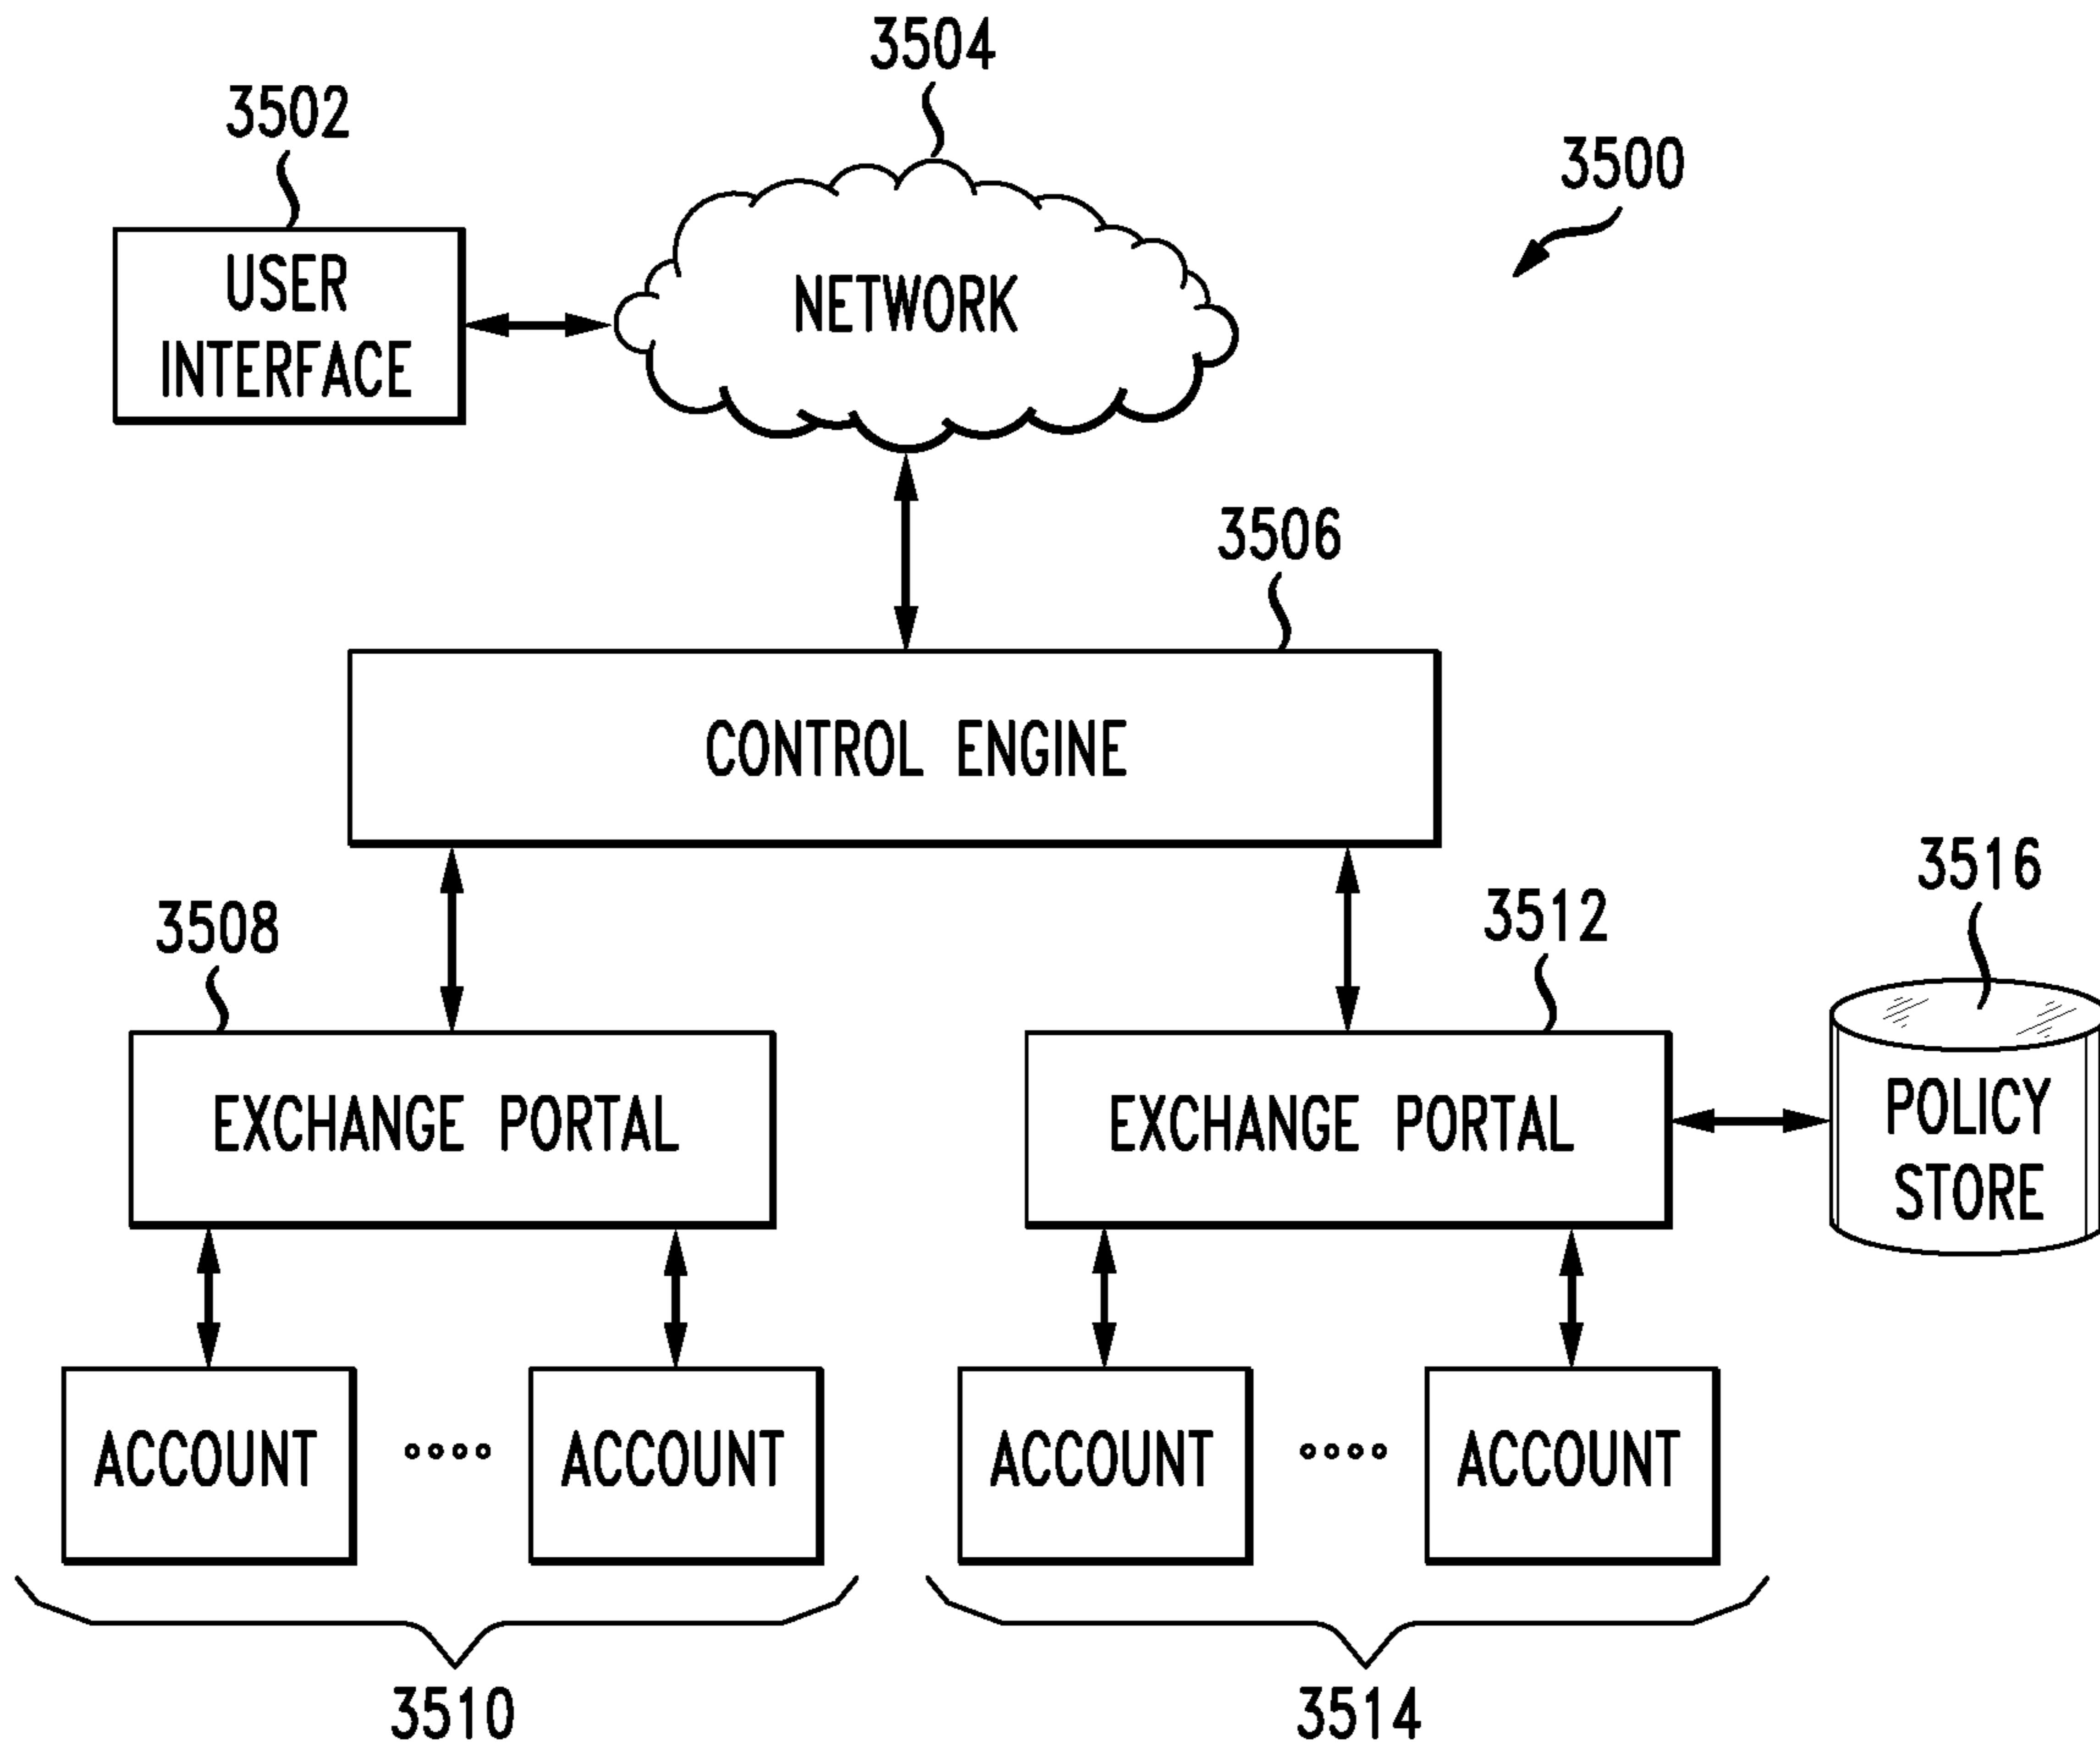 3504
3502
3500
USER
INTERFACE
NETWORK
3506
CONTROL ENGINE
3516
3508
3512
EXCHANGE PORTAL
EXCHANGE PORTAL
POLICY
STORE
ACCOUNT
ACCOUNT
ACCOUNT
ACCOUNT
3510
3514